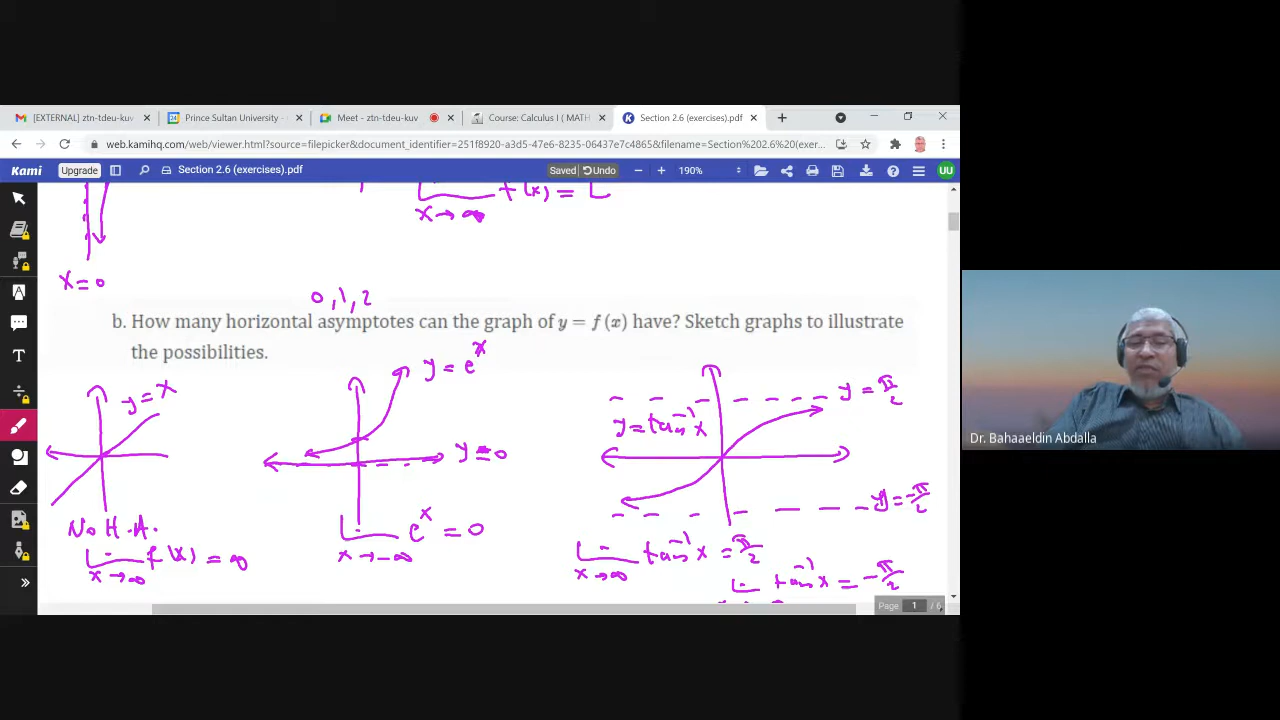 [EXTERNAL] ztn-tdeu-kuv
Prince Sultan University -
Meet - ztn-tdeu-kuv
Course: Calculus I ( MATH
Section 2.6 (exercises).pdf
web.kamihq.com/web/viewer.html?source=filepicker&document_identifier=251f8920-a3d5-47e6-8235-06437e7c4865&filename=Section%202.6%20(exer...
Kami
Upgrade
Section 2.6 (exercises).pdf
Saved
Undo
190%
UU
f(x) = L
x→∞
x=0
0,1,2
b. How many horizontal asymptotes can the graph of y = f(x) have? Sketch graphs to illustrate
the possibilities.
y=x
y=e^x
y=0
y=tan⁻¹x
y=π/2
y=-π/2
No H.A.
Lim f(x) = ∞
x→∞
Lim e^x = 0
x→-∞
Lim tan⁻¹x = π/2
x→∞
Lim tan⁻¹x = -π/2
Page 1 / 6
Dr. Bahaaeldin Abdalla